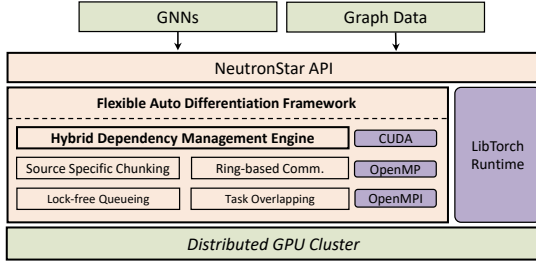 GNNs
Graph Data
NeutronStar API
Flexible Auto Differentiation Framework
Hybrid Dependency Management Engine
CUDA
Source Specific Chunking
Ring-based Comm.
OpenMP
Lock-free Queueing
Task Overlapping
OpenMPI
LibTorch
Runtime
Distributed GPU Cluster